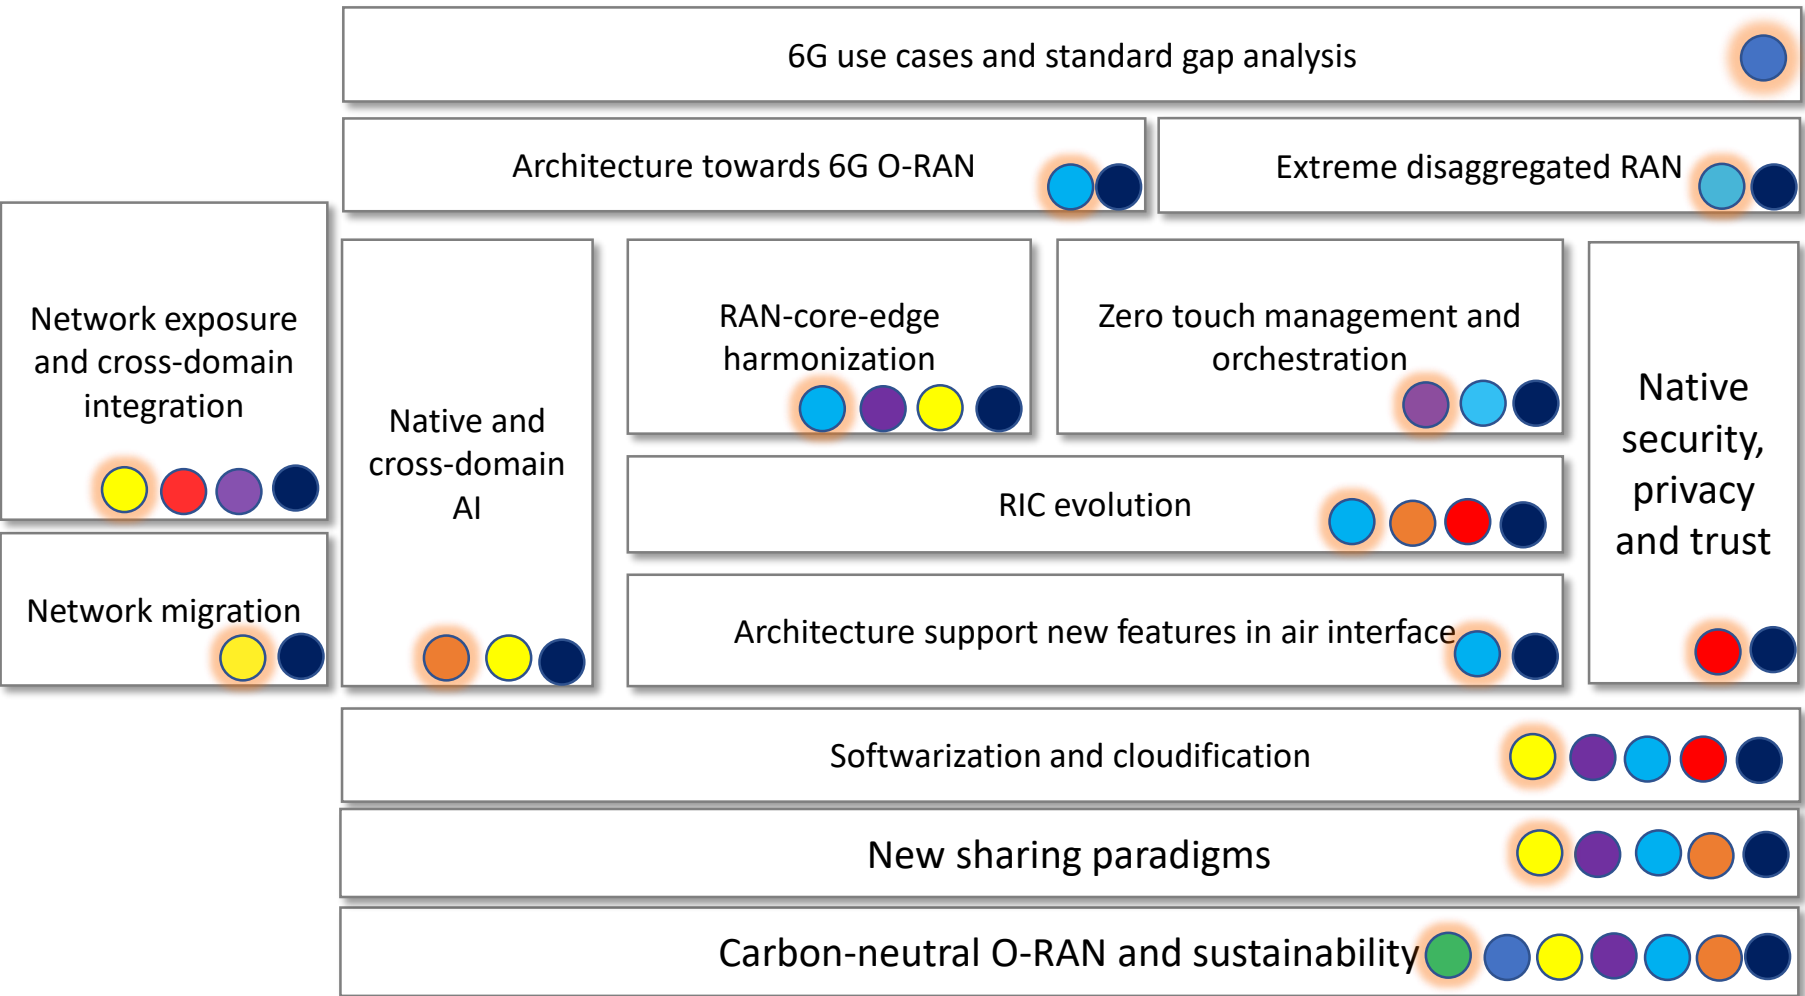 6G use cases and standard gap analysis
Architecture towards 6G O-RAN
Extreme disaggregated RAN
Network exposure
and cross-domain
integration
Network migration
Native and
cross-domain
AI
RAN-core-edge
harmonization
Zero touch management and
orchestration
RIC evolution
Architecture support new features in air interface
Native
security,
privacy
and trust
Softwarization and cloudification
New sharing paradigms
Carbon-neutral O-RAN and sustainability